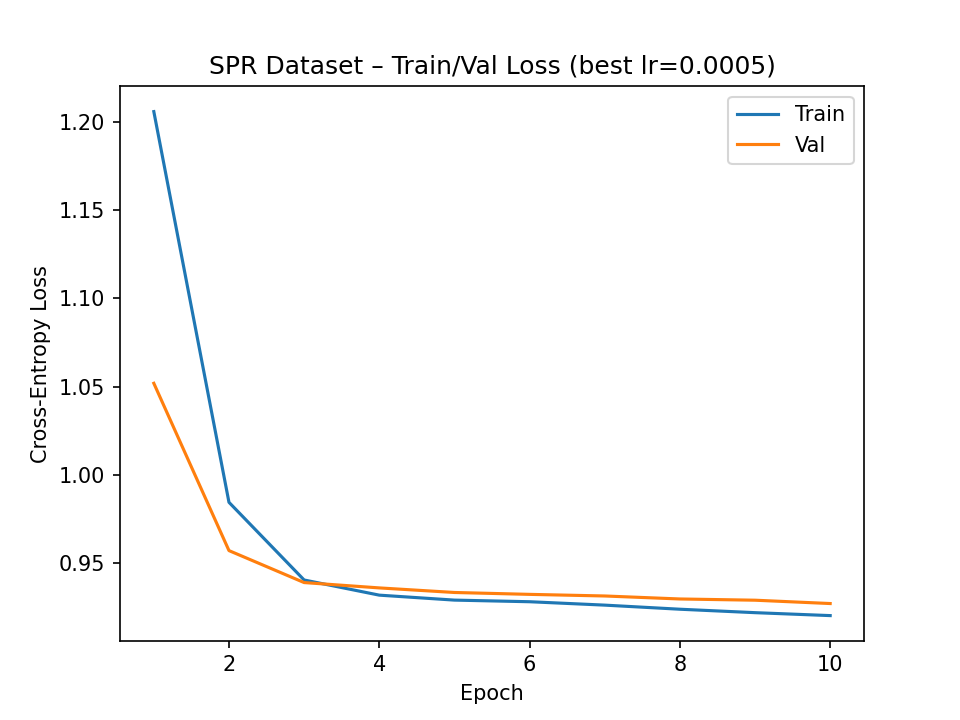 SPR Dataset – Train/Val Loss (best lr=0.0005)
Train
Val
Cross-Entropy Loss
1.20
1.15
1.10
1.05
1.00
0.95
2 4 6 8 10
Epoch